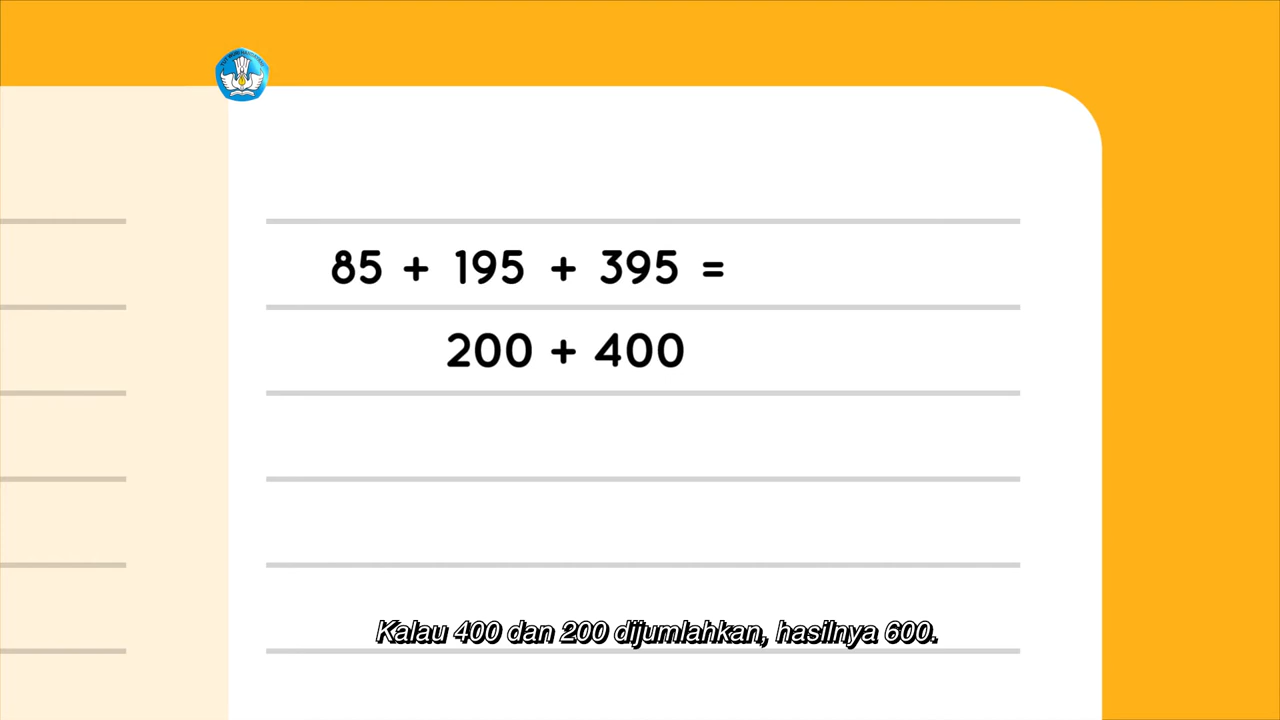 85 + 195 + 395 =
200 + 400
Kalau 400 dan 200 dijumlahkan, hasilnya 600.